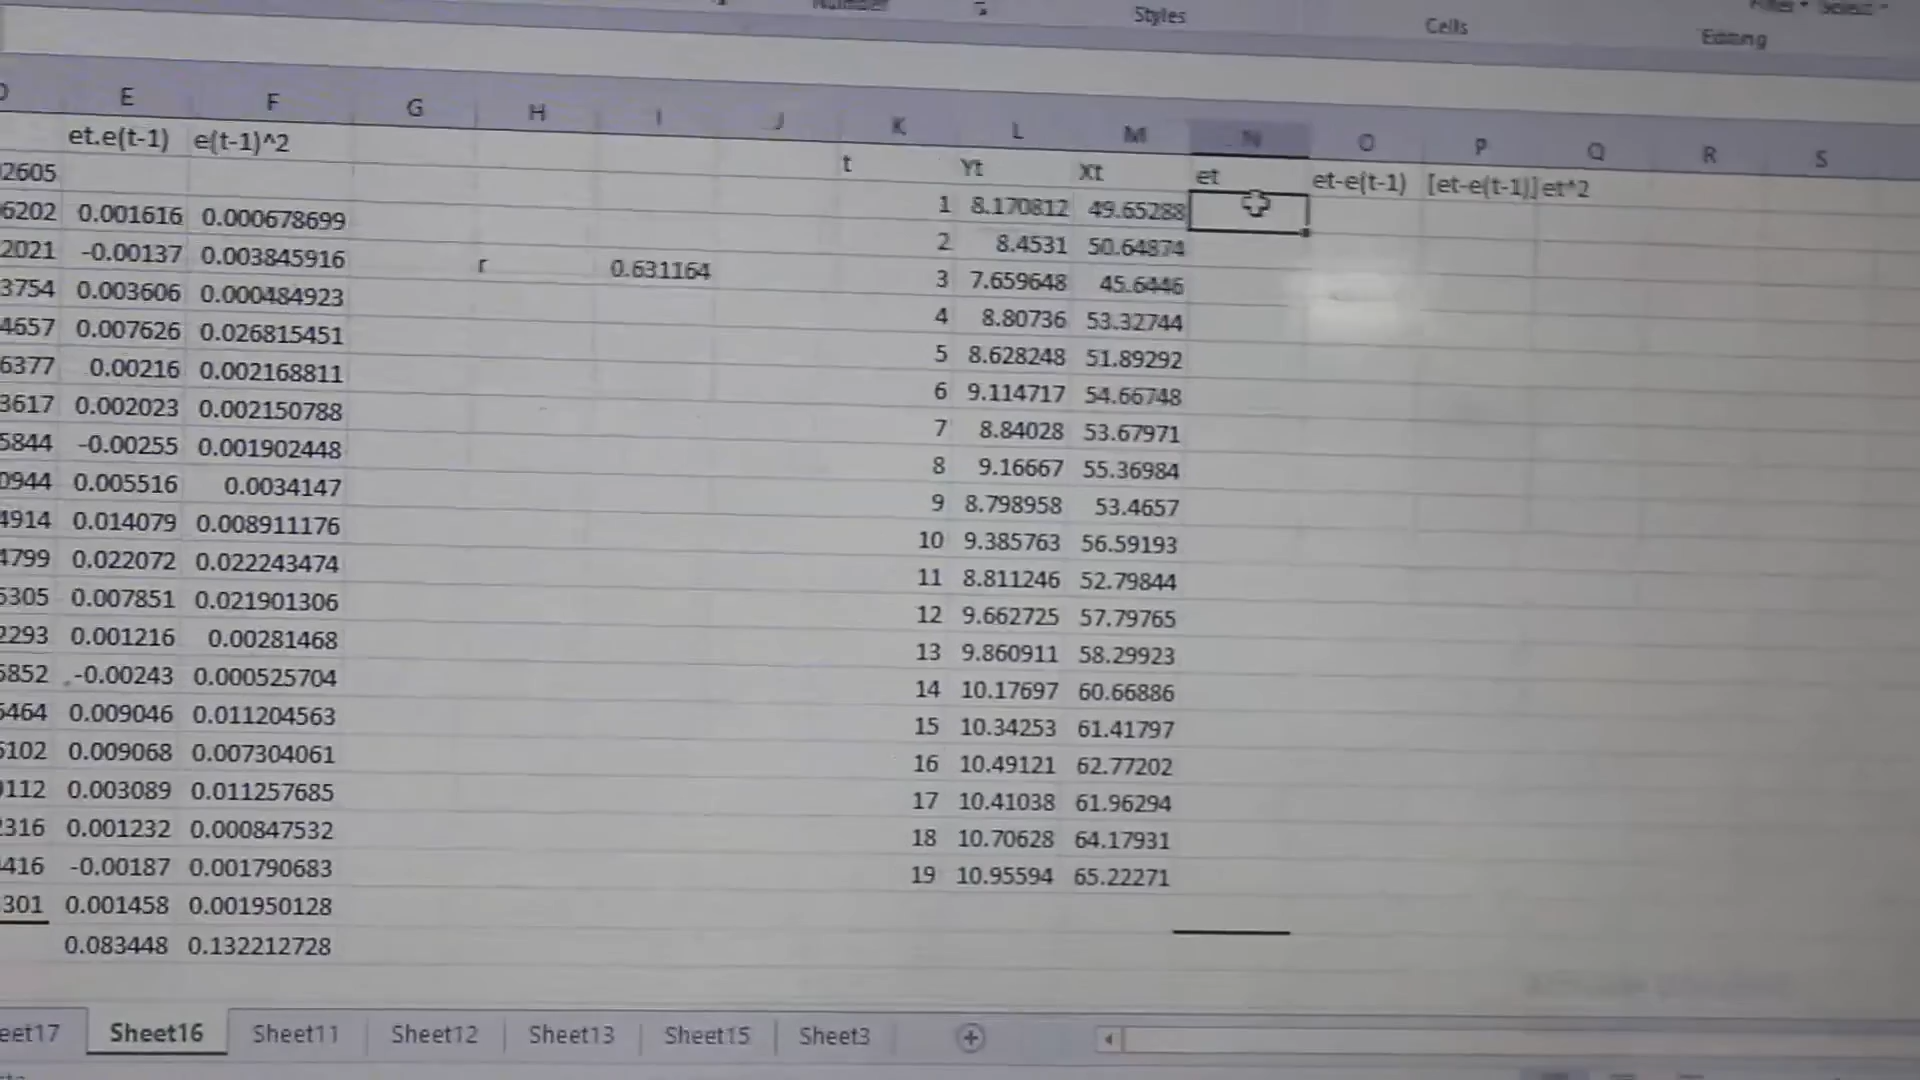 Number Styles Cells Editing
E F G H I J K L M N O P Q R S
et.e(t-1) e(t-1)^2 t Yt Xt et et-e(t-1) [et-e(t-1)] et^2
2605 1 8.170812 49.65288
6202 0.001616 0.000678699 2 8.4531 50.64874
2021 -0.00137 0.003845916 r 0.631164 3 7.659648 45.6446
3754 0.003606 0.000484923 4 8.80736 53.32744
4657 0.007626 0.026815451 5 8.628248 51.89292
6377 0.00216 0.002168811 6 9.114717 54.66748
3617 0.002023 0.002150788 7 8.84028 53.67971
5844 -0.00255 0.001902448 8 9.16667 55.36984
0944 0.005516 0.0034147 9 8.798958 53.4657
4914 0.014079 0.008911176 10 9.385763 56.59193
4799 0.022072 0.022243474 11 8.811246 52.79844
5305 0.007851 0.021901306 12 9.662725 57.79765
2293 0.001216 0.00281468 13 9.860911 58.29923
5852 -0.00243 0.000525704 14 10.17697 60.66886
5464 0.009046 0.011204563 15 10.34253 61.41797
5102 0.009068 0.007304061 16 10.49121 62.77202
112 0.003089 0.011257685 17 10.41038 61.96294
2316 0.001232 0.000847532 18 10.70628 64.17931
416 -0.00187 0.001790683 19 10.95594 65.22271
301 0.001458 0.001950128
0.083448 0.132212728
eet17 Sheet16 Sheet11 Sheet12 Sheet13 Sheet15 Sheet3